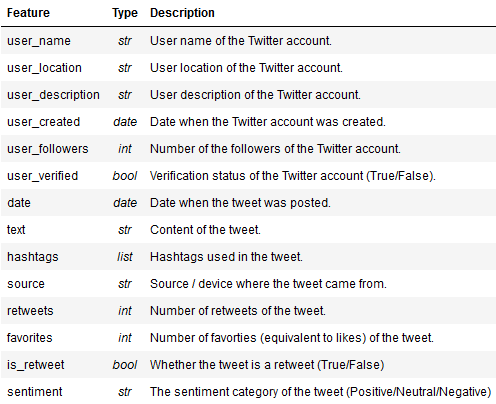 Feature Type Description
user_name str User name of the Twitter account.
user_location str User location of the Twitter account.
user_description str User description of the Twitter account.
user_created date Date when the Twitter account was created.
user_followers int Number of the followers of the Twitter account.
user_verified bool Verification status of the Twitter account (True/False).
date date Date when the tweet was posted.
text str Content of the tweet.
hashtags list Hashtags used in the tweet.
source str Source / device where the tweet came from.
retweets int Number of retweets of the tweet.
favorites int Number of favorties (equivalent to likes) of the tweet.
is_retweet bool Whether the tweet is a retweet (True/False)
sentiment str The sentiment category of the tweet (Positive/Neutral/Negative)